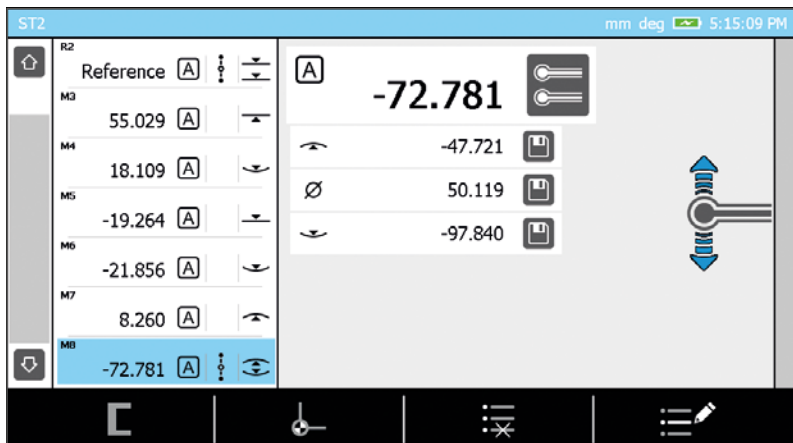 ST2 mm deg 5:15:09 PM
R2
Reference A
M3
55.029 A
M4
18.109 A
M5
-19.264 A
M6
-21.856 A
M7
8.260 A
M8
-72.781 A
A
-72.781
-47.721
Ø 50.119
-97.840